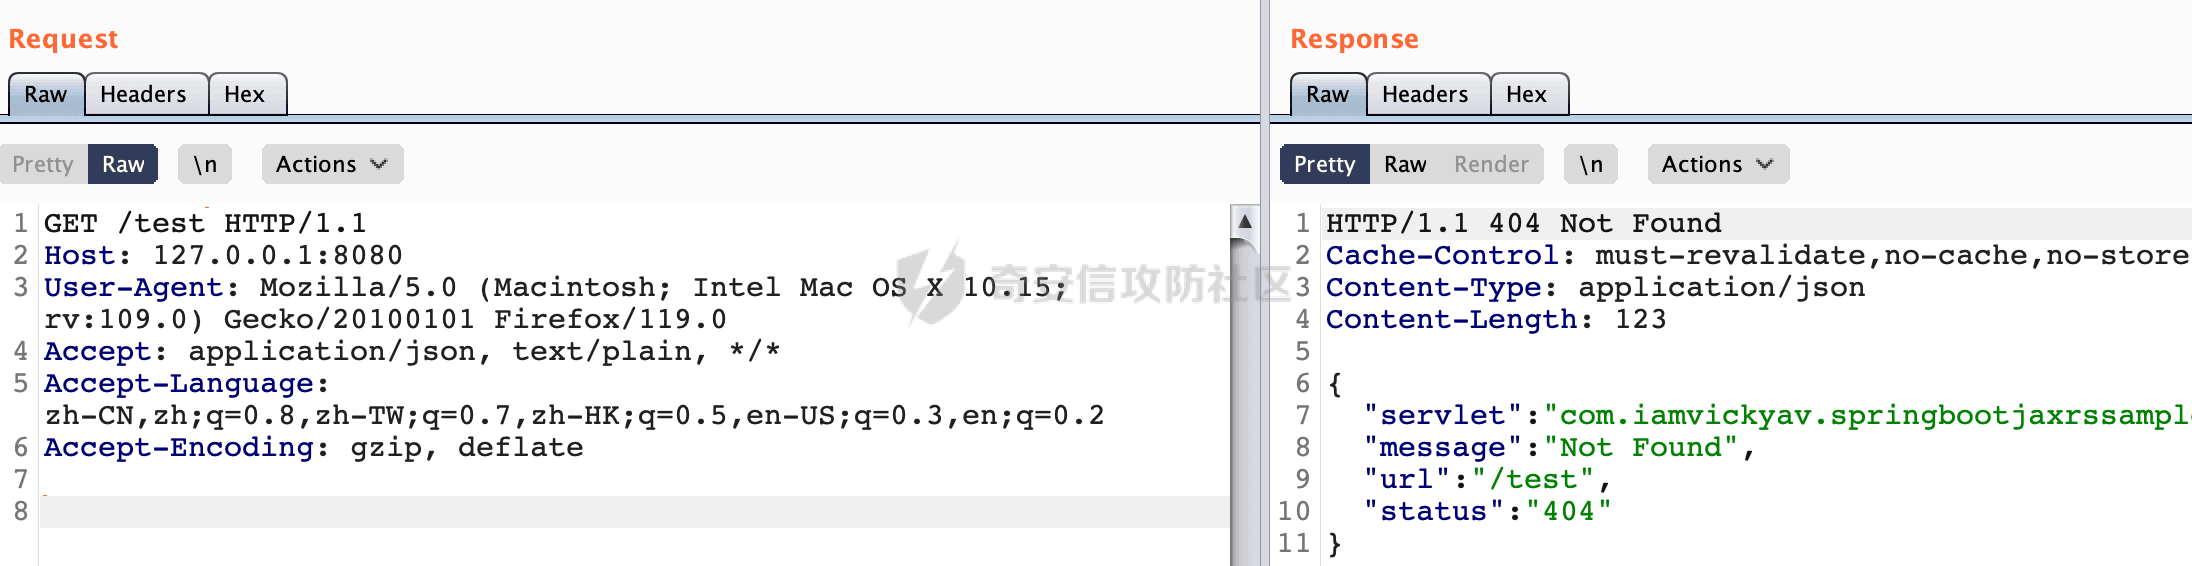 Request
Raw Headers Hex
Pretty Raw \n Actions
1 GET /test HTTP/1.1
2 Host: 127.0.0.1:8080
3 User-Agent: Mozilla/5.0 (Macintosh; Intel Mac OS X 10.15;
rv:109.0) Gecko/20100101 Firefox/119.0
4 Accept: application/json, text/plain, */*
5 Accept-Language:
zh-CN,zh;q=0.8,zh-TW;q=0.7,zh-HK;q=0.5,en-US;q=0.3,en;q=0.2
6 Accept-Encoding: gzip, deflate
7
8
Response
Raw Headers Hex
Pretty Raw Render \n Actions
1 HTTP/1.1 404 Not Found
2 Cache-Control: must-revalidate,no-cache,no-store
3 Content-Type: application/json
4 Content-Length: 123
5
6 {
7 "servlet":"com.iamvickyav.springbootjaxrssampl
8 "message":"Not Found",
9 "url":"/test",
10 "status":"404"
11 }
奇安信攻防社区